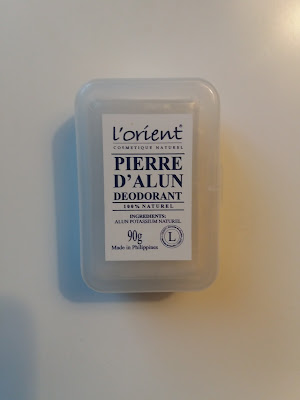 l'orient
COSMETIQUE NATUREL
PIERRE
D'ALUN
DEODORANT
100% NATUREL
INGREDIENTS:
ALUN POTASSIUM NATUREL
90g
Made in Philippines
L